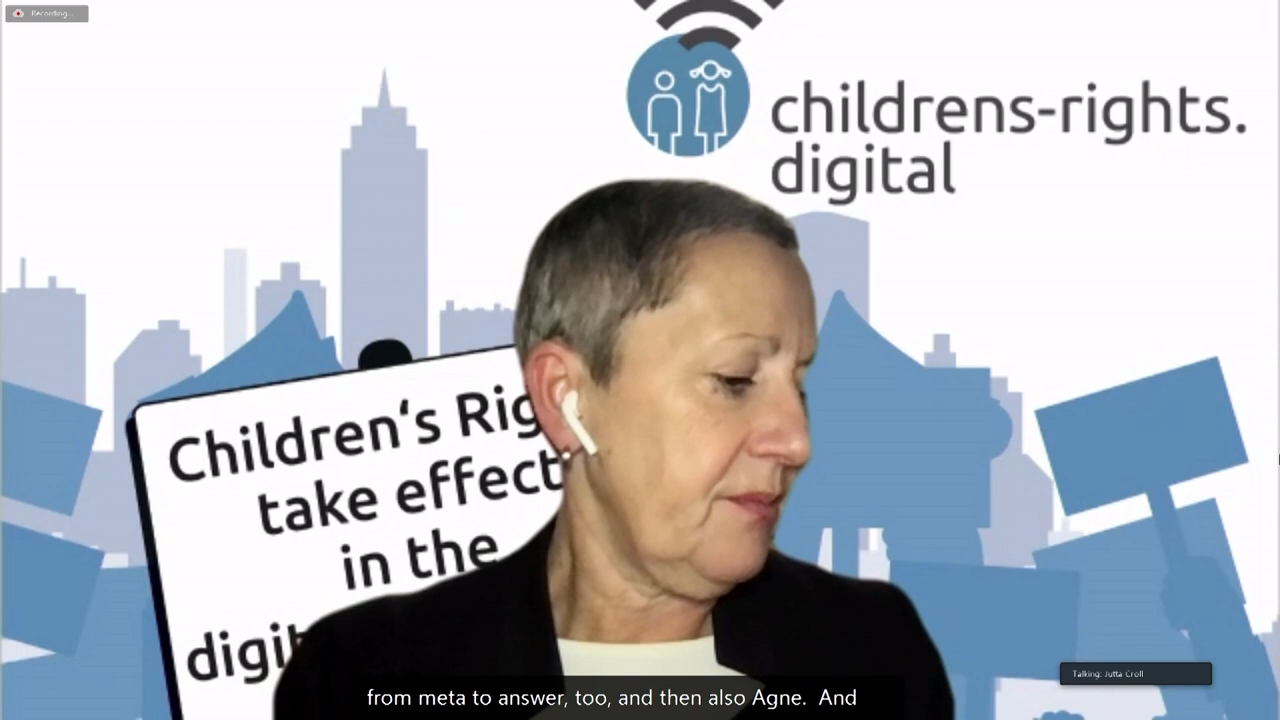 Recording...
childrens-rights.
digital
Children‘s Rig
take effect
in the
digit
from meta to answer, too, and then also Agne. And
Talking: Jutta Croll